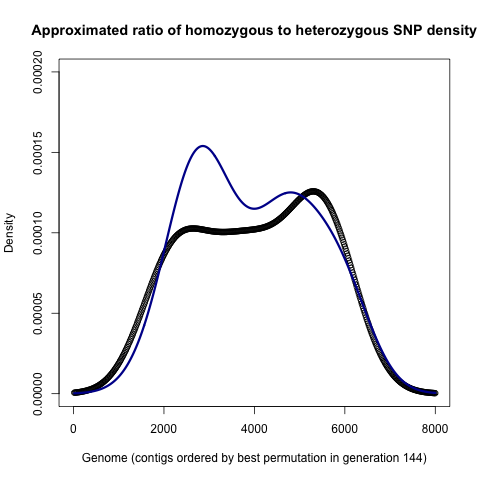 Approximated ratio of homozygous to heterozygous SNP density
0.00020
0.00015
0.00010
0.00005
0.00000
Density
0 2000 4000 6000 8000
Genome (contigs ordered by best permutation in generation 144)